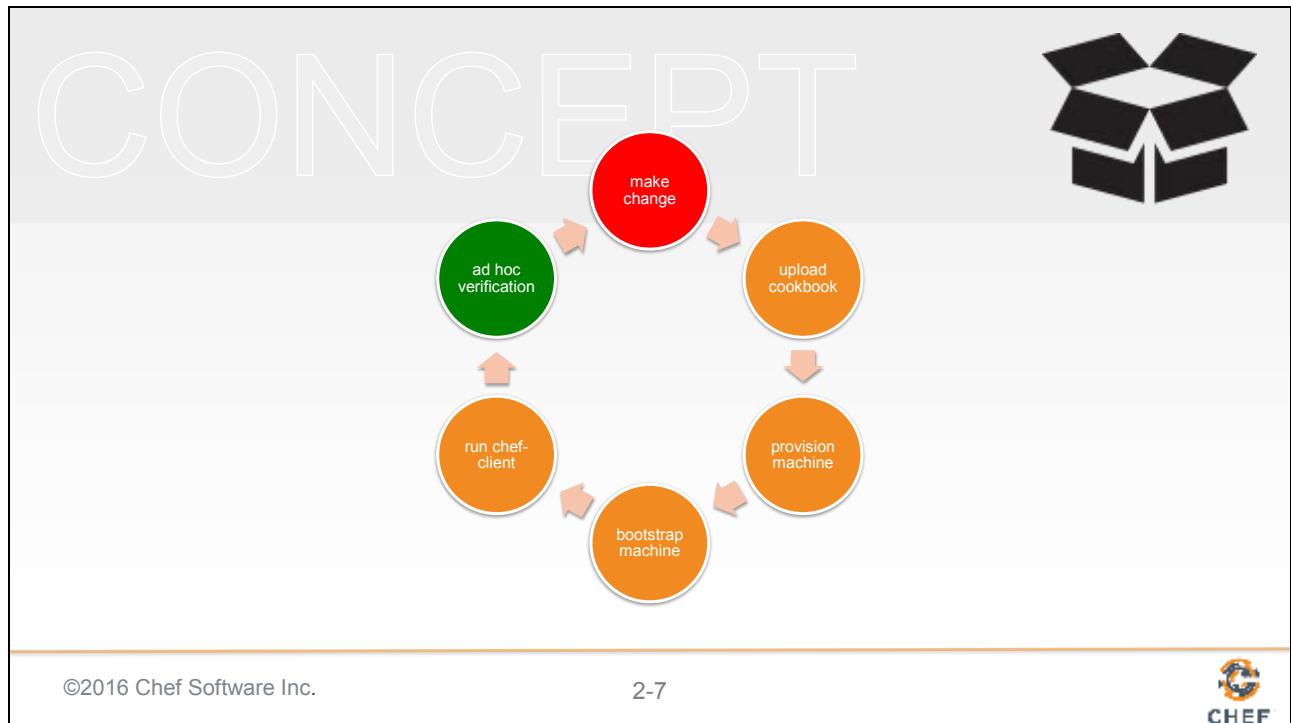 CONCEPT
make
change
upload
cookbook
provision
machine
bootstrap
machine
run chef-
client
ad hoc
verification
©2016 Chef Software Inc.
2-7
CHEF